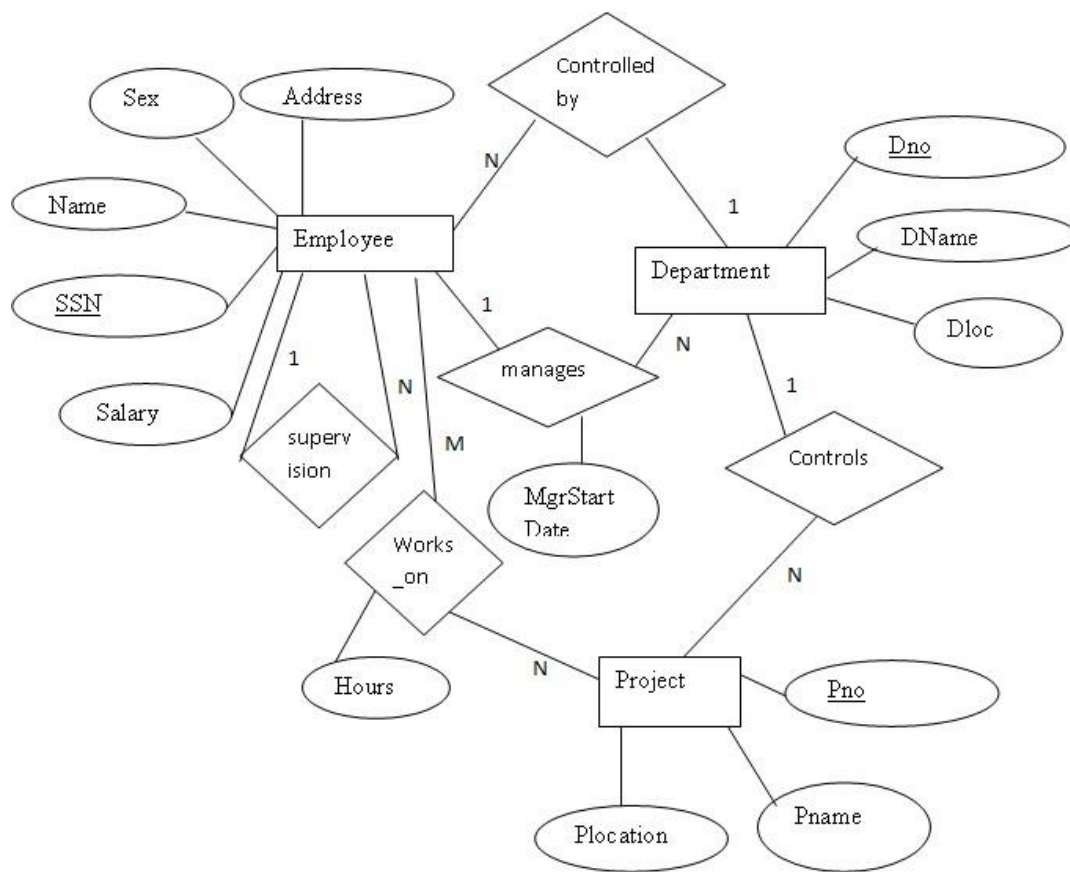 Controlled
by
Sex
Address
Dno
N
Name
1
DName
Employee
Department
SSN
1
N
Dloc
manages
1
N
1
Salary
superv
ision
M
Controls
MgrStart
Date
Works
_on
N
N
Project
Hours
Pno
Plocation
Pname